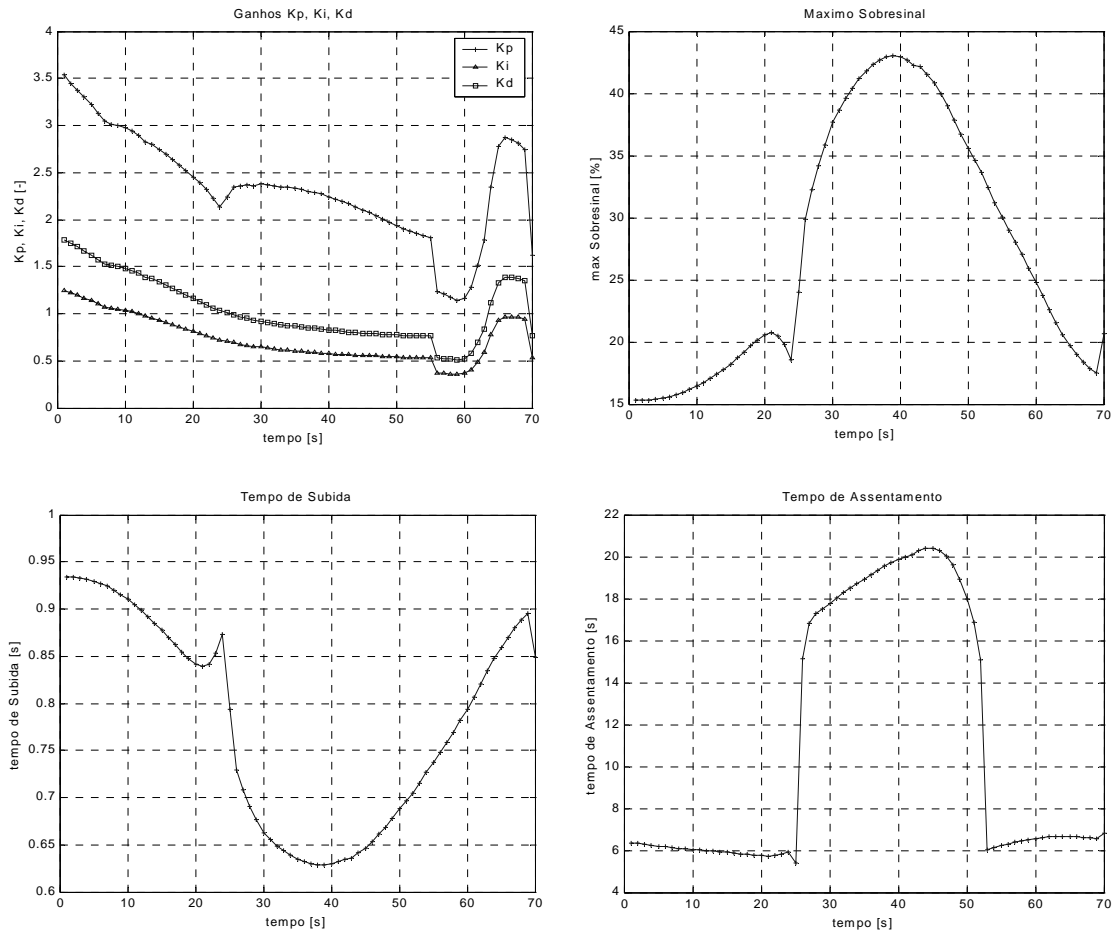 Ganhos Kp, Ki, Kd
4
3.5
3
2.5
2
1.5
1
0.5
0
Kp, Ki, Kd [-]
Kp
Ki
Kd
0 10 20 30 40 50 60 70
tempo [s]
Maximo Sobresinal
45
40
35
30
25
20
15
max Sobresinal [%]
0 10 20 30 40 50 60 70
tempo [s]
Tempo de Subida
1
0.95
0.9
0.85
0.8
0.75
0.7
0.65
0.6
tempo de Subida [s]
0 10 20 30 40 50 60 70
tempo [s]
Tempo de Assentamento
22
20
18
16
14
12
10
8
6
4
tempo de Assentamento [s]
0 10 20 30 40 50 60 70
tempo [s]